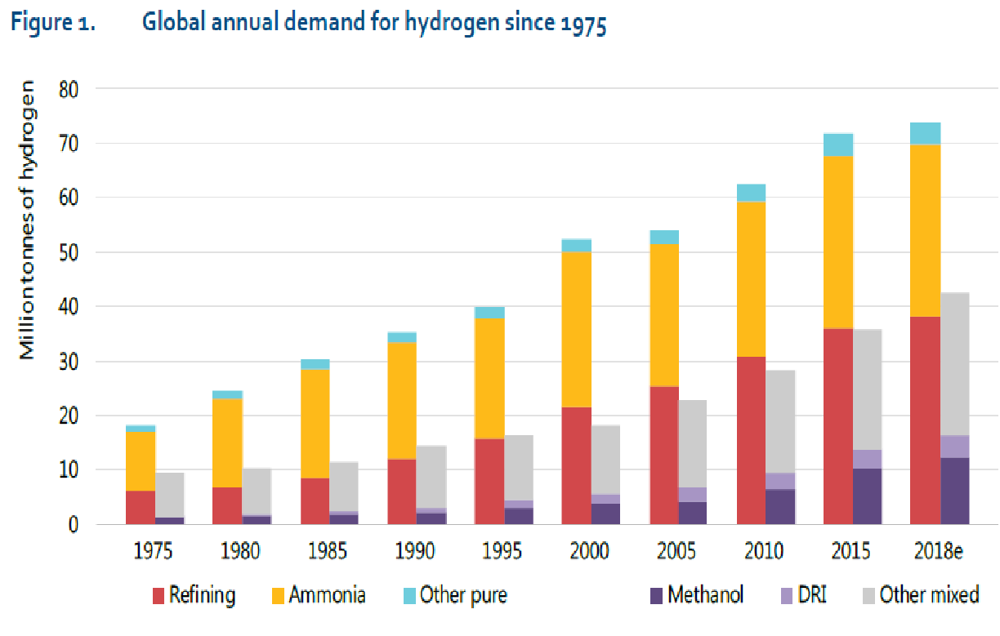 Figure 1. Global annual demand for hydrogen since 1975
Million tonnes of hydrogen
80
70
60
50
40
30
20
10
0
1975 1980 1985 1990 1995 2000 2005 2010 2015 2018e
Refining Ammonia Other pure Methanol DRI Other mixed